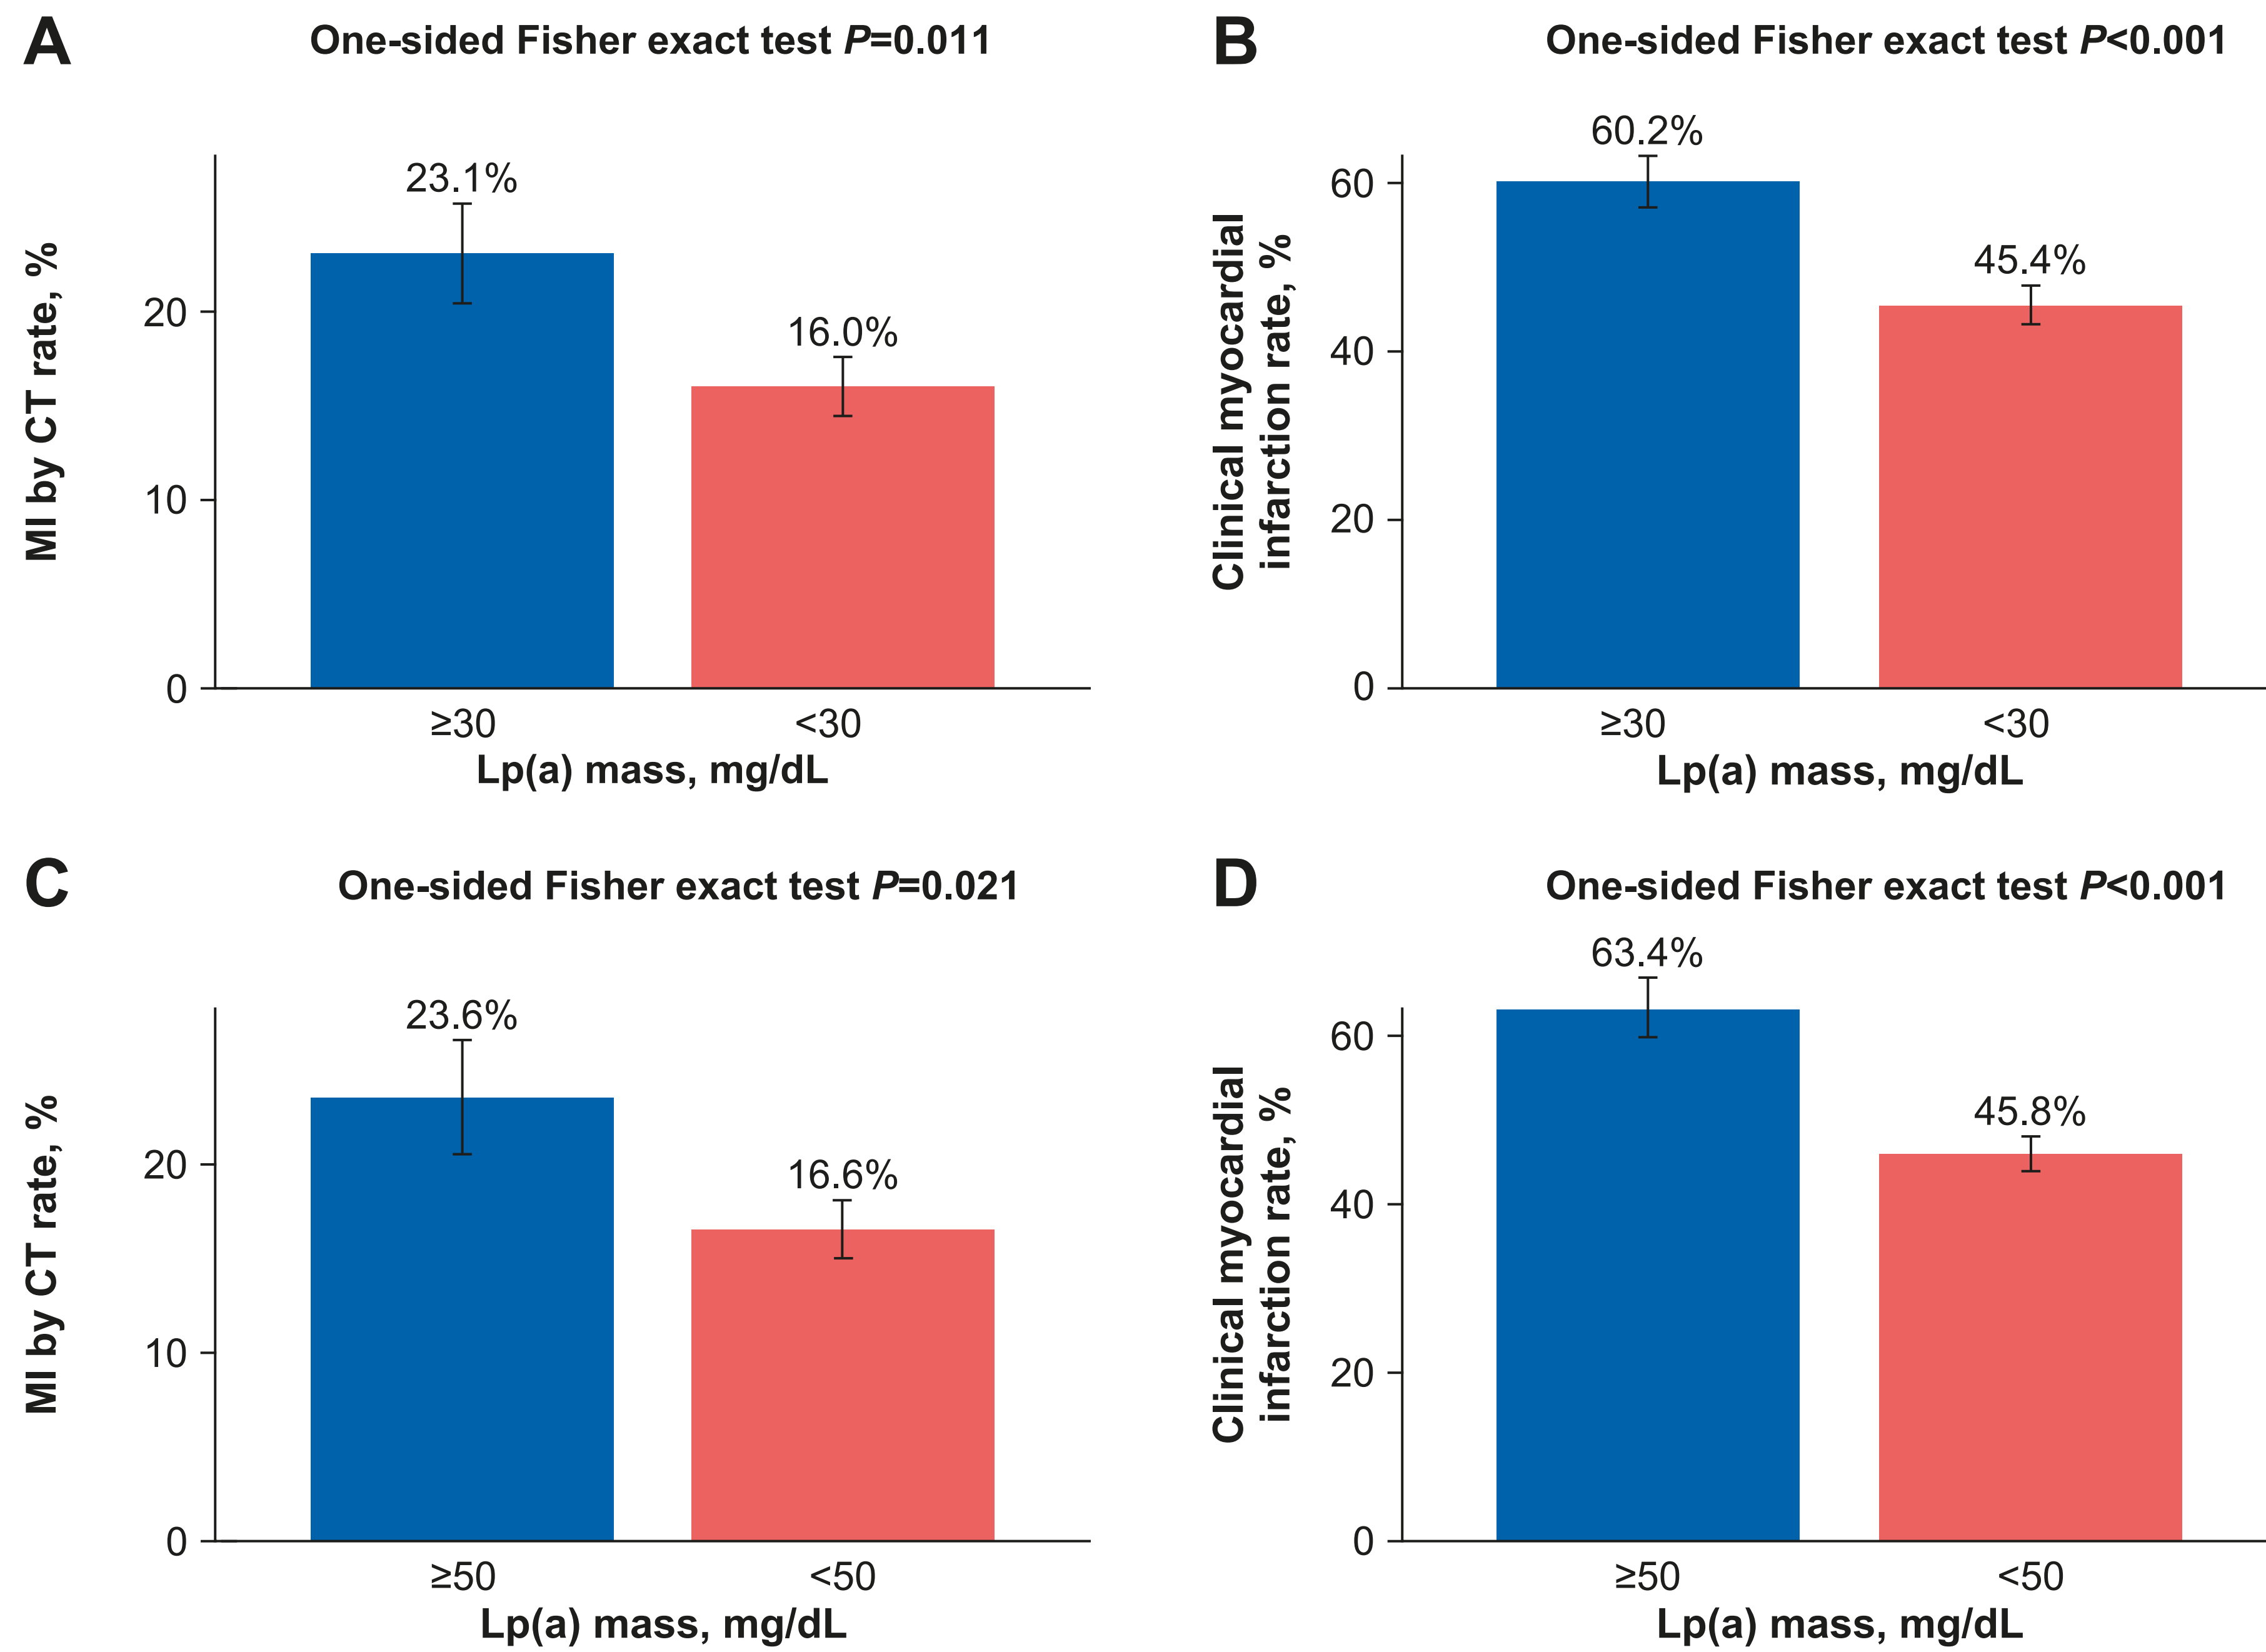 A
One-sided Fisher exact test P=0.011
23.1%
16.0%
20
10
0
MI by CT rate, %
≥30
<30
Lp(a) mass, mg/dL
B
One-sided Fisher exact test P<0.001
60.2%
45.4%
60
40
20
0
Clinical myocardial
infarction rate, %
≥30
<30
Lp(a) mass, mg/dL
C
One-sided Fisher exact test P=0.021
23.6%
16.6%
20
10
0
MI by CT rate, %
≥50
<50
Lp(a) mass, mg/dL
D
One-sided Fisher exact test P<0.001
63.4%
45.8%
60
40
20
0
Clinical myocardial
infarction rate, %
≥50
<50
Lp(a) mass, mg/dL